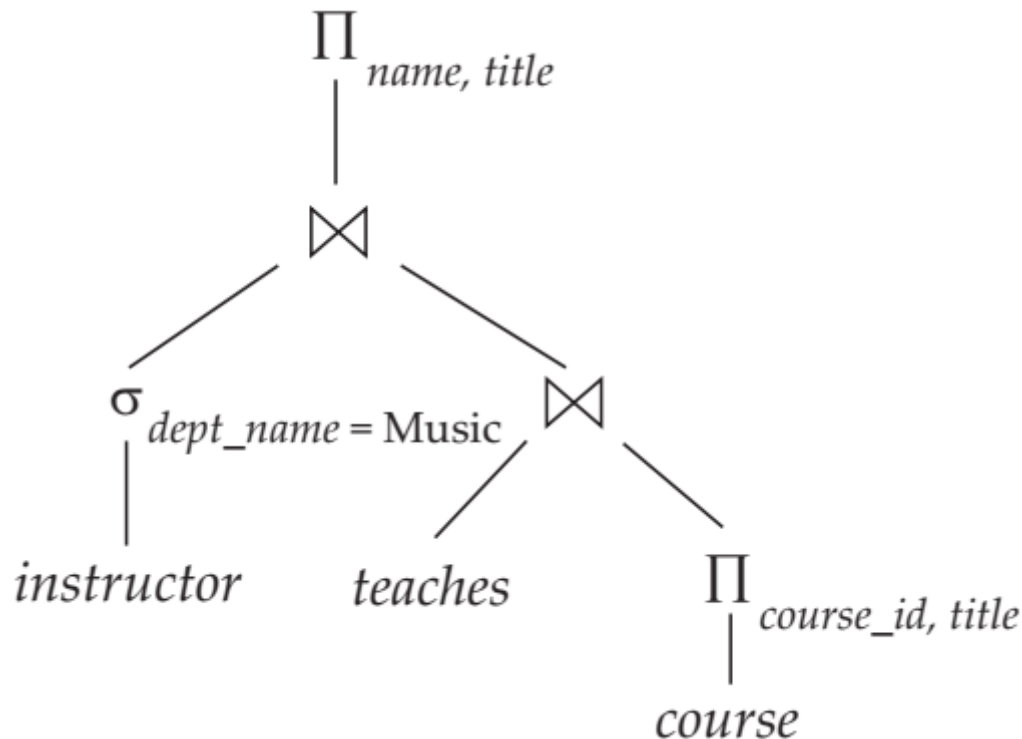 Π name, title
⋈
σ dept_name = Music
⋈
instructor
teaches
Π course_id, title
course